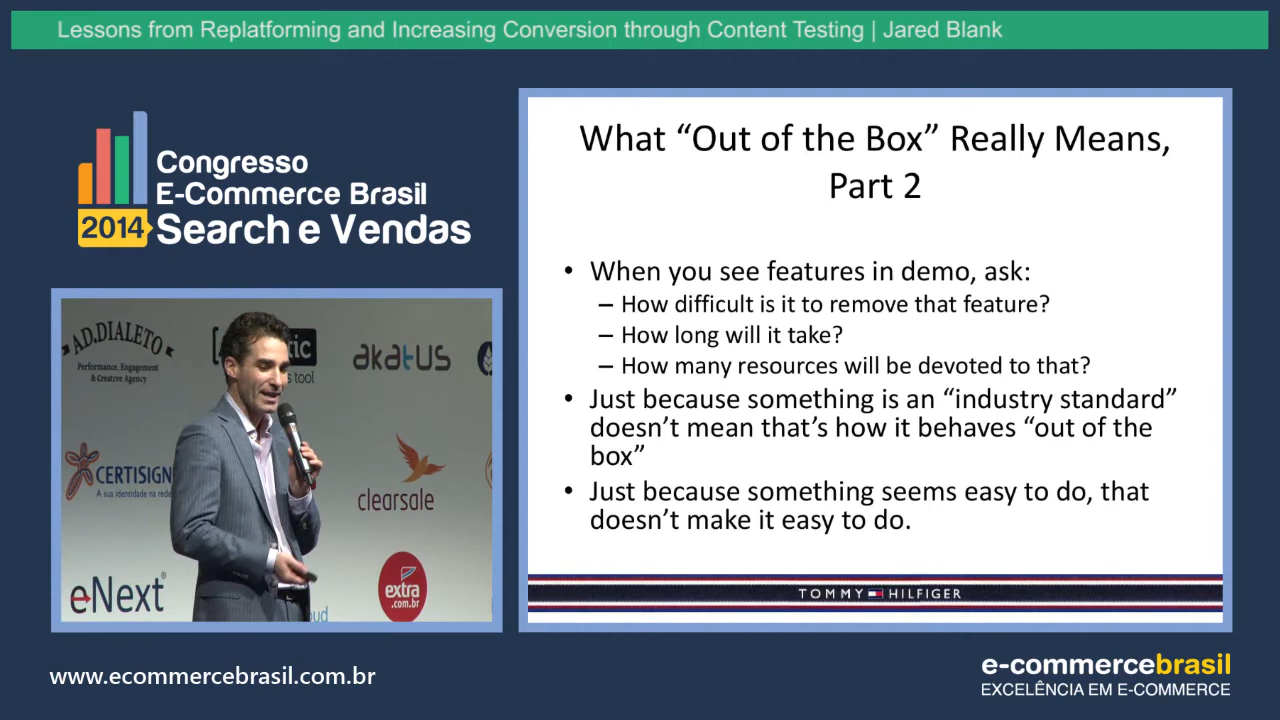 Lessons from Replatforming and Increasing Conversion through Content Testing | Jared Blank
Congresso
E-Commerce Brasil
2014
Search e Vendas
What “Out of the Box” Really Means,
Part 2
• When you see features in demo, ask:
– How difficult is it to remove that feature?
– How long will it take?
– How many resources will be devoted to that?
• Just because something is an “industry standard”
doesn’t mean that’s how it behaves “out of the
box”
• Just because something seems easy to do, that
doesn’t make it easy to do.
TOMMY HILFIGER
AD.DIALETO
Performance, Engagement
& Creative Agency
tool
akatus
CERTISIGN
A sua identidade na rede
clearsale
eNext
extra
.com.br
www.ecommercebrasil.com.br
e-commercebrasil
EXCELÊNCIA EM E-COMMERCE